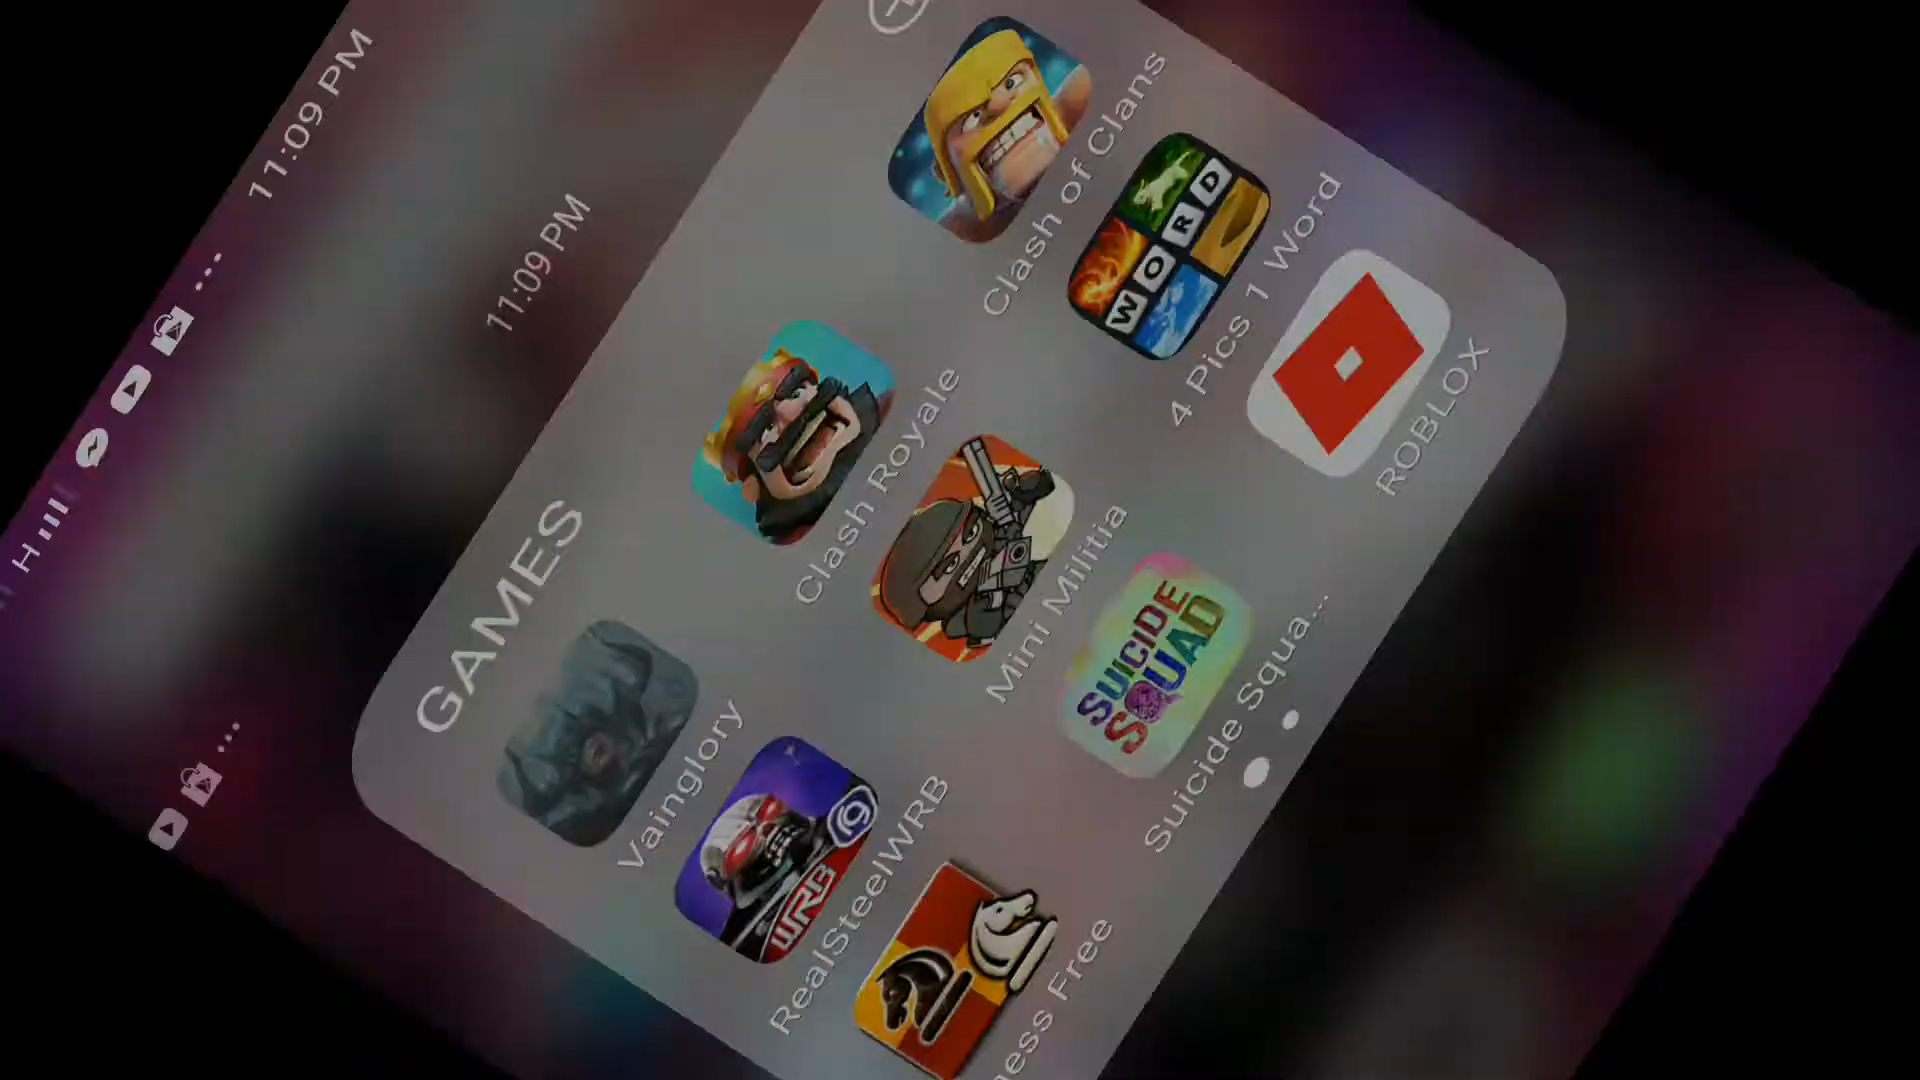 11:09 PM
H
11:09 PM
GAMES
Vainglory
Clash Royale
Clash of Clans
WRB
RealSteelWRB
Mini Militia
WORD
4 Pics 1 Word
ess Free
SUICIDE
SQUAD
Suicide Squa...
ROBLOX